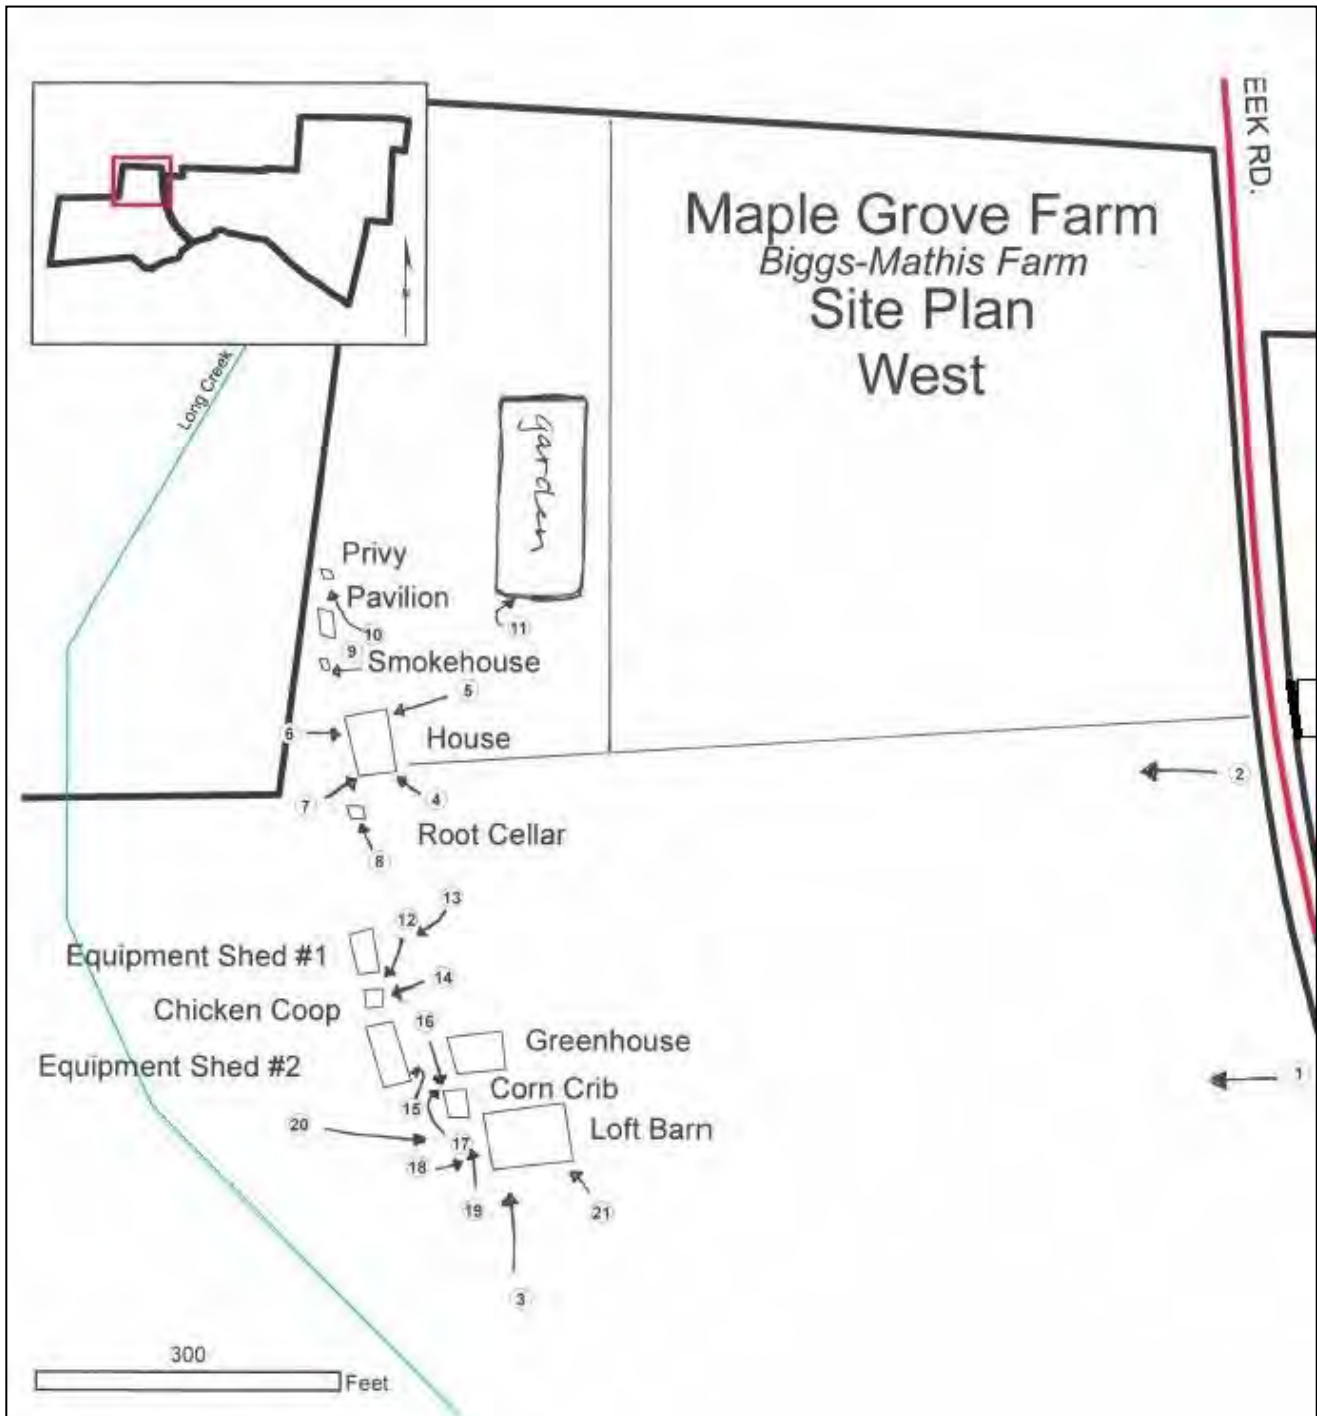 EEK RD.
Maple Grove Farm
Biggs-Mathis Farm
Site Plan
West
N
Long Creek
garden
Privy
Pavilion
10
11
9
Smokehouse
5
6
House
2
7
4
Root Cellar
8
13
12
Equipment Shed #1
14
Chicken Coop
16
Greenhouse
Equipment Shed #2
1
Corn Crib
15
20
Loft Barn
17
18
19
21
3
300
Feet